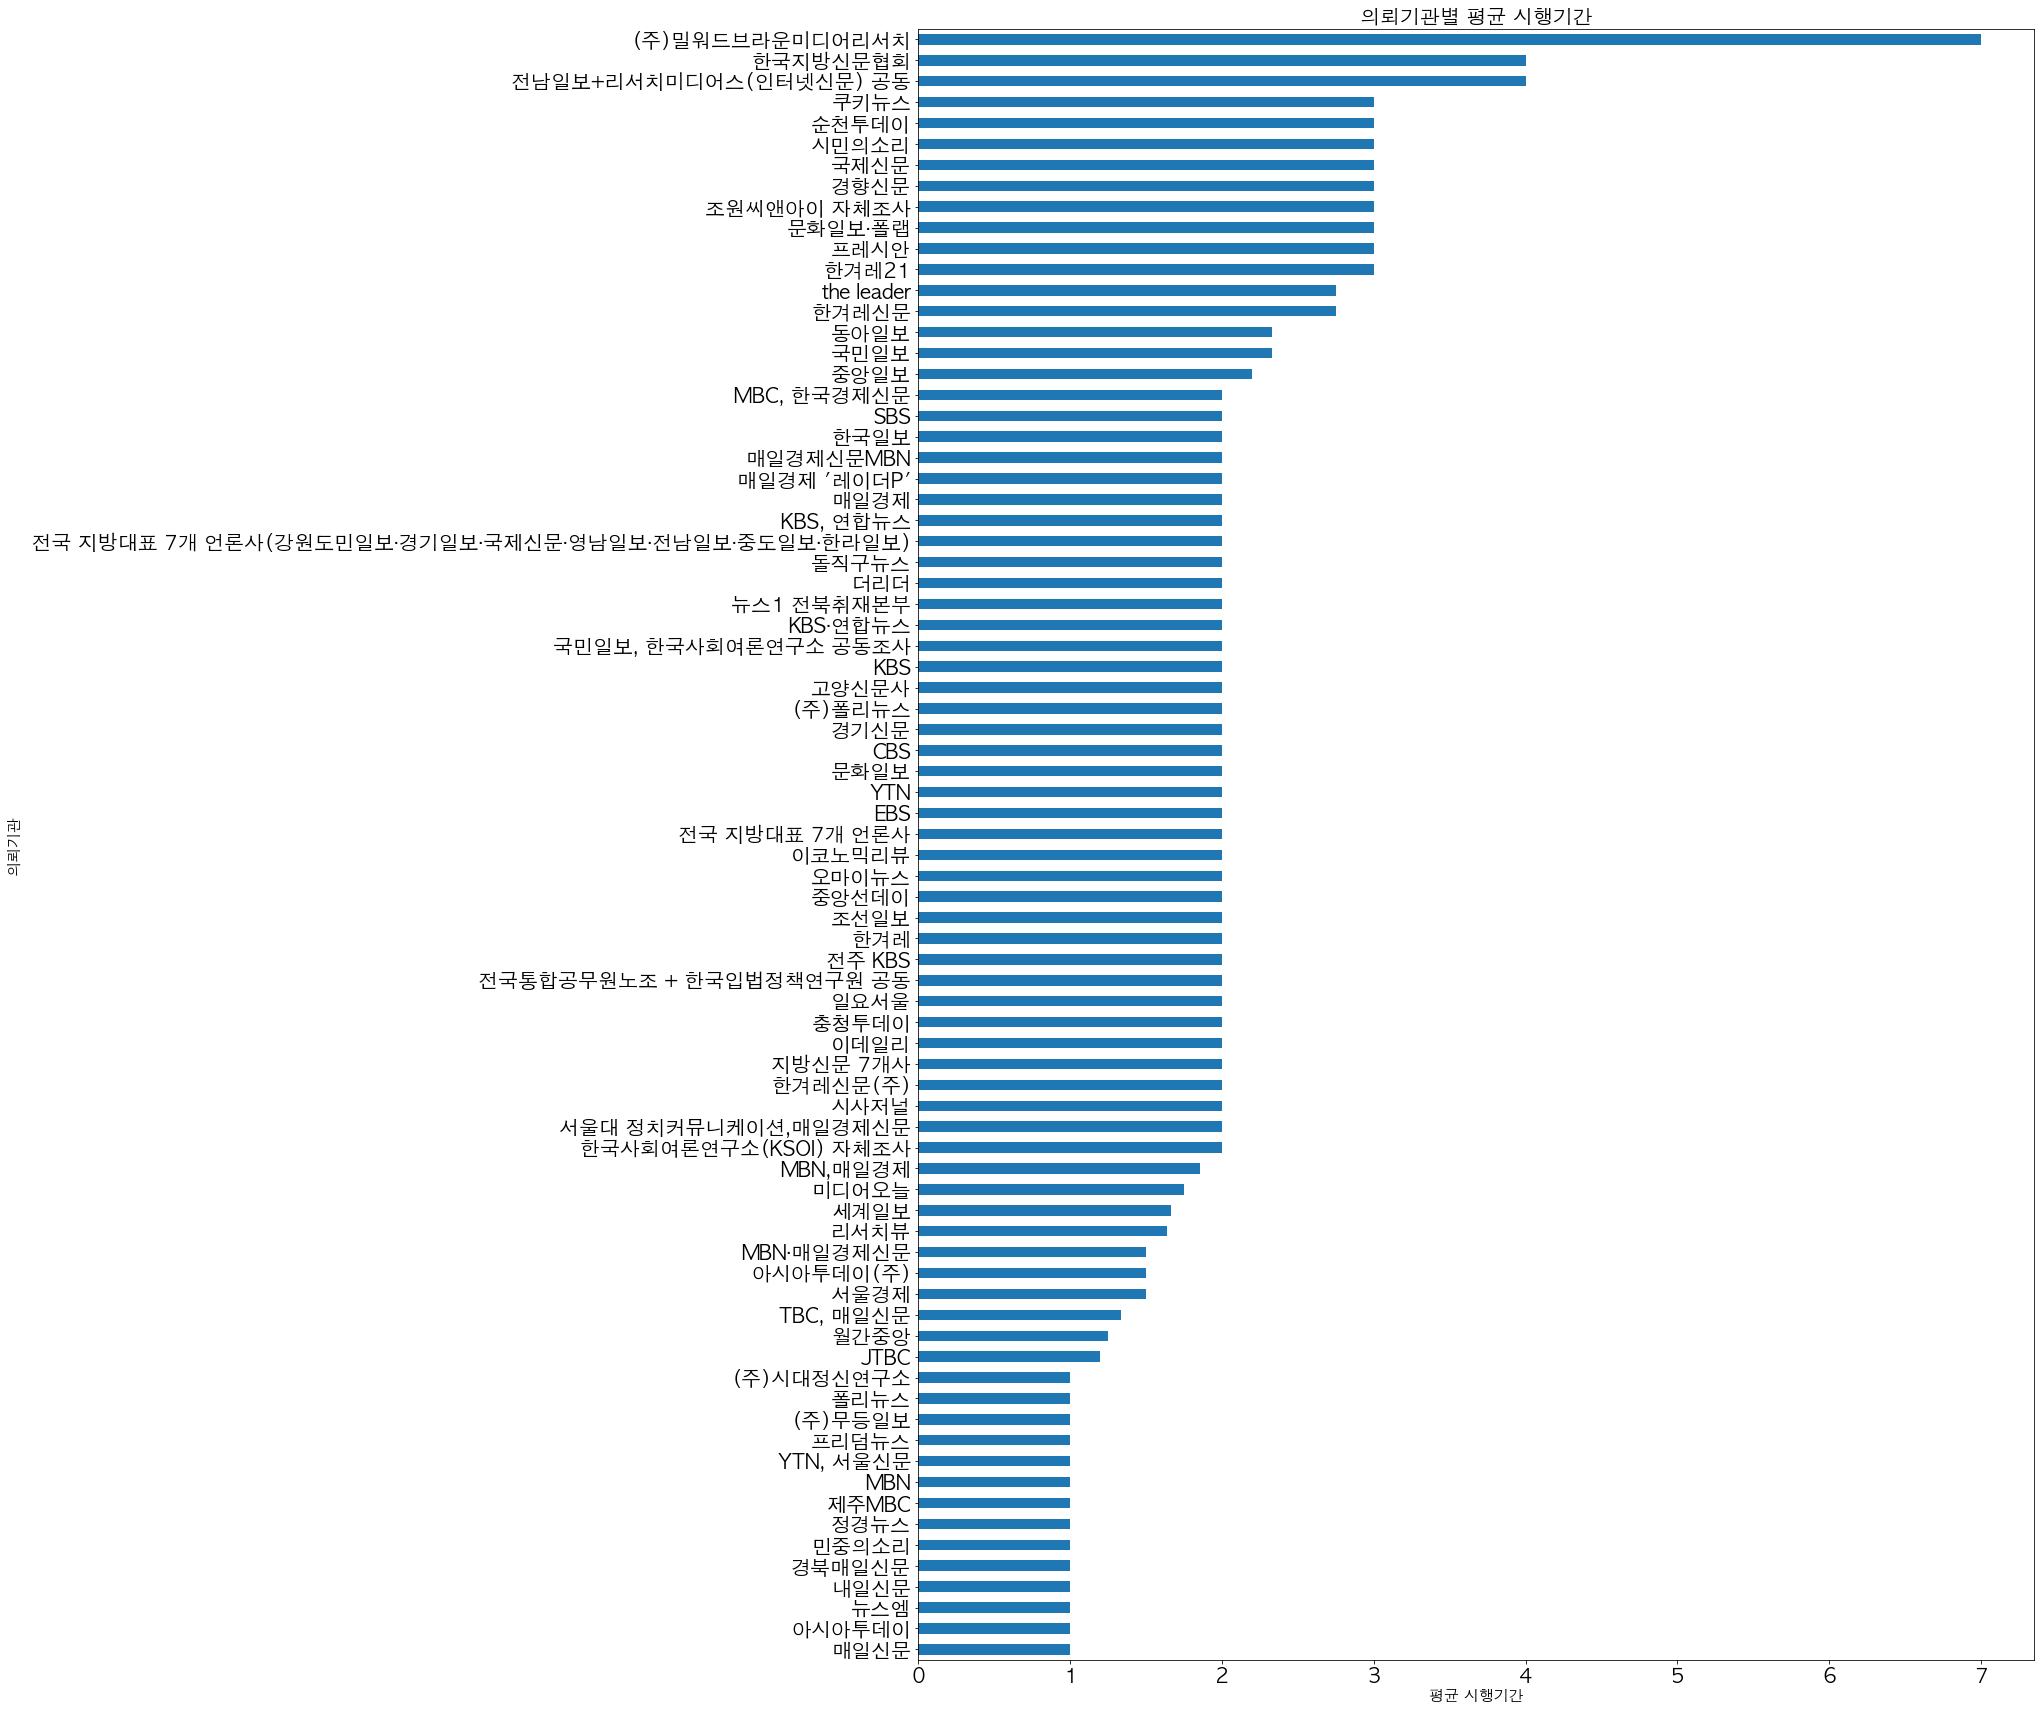 의뢰기관별 평균 시행기간
(주)밀워드브라운미디어리서치
한국지방신문협회
전남일보+리서치미디어스(인터넷신문) 공동
쿠키뉴스
순천투데이
시민의소리
국제신문
경향신문
조원씨앤아이 자체조사
문화일보·폴랩
프레시안
한겨레21
the leader
한겨레신문
동아일보
국민일보
중앙일보
MBC, 한국경제신문
SBS
한국일보
매일경제신문MBN
매일경제 '레이더P'
매일경제
KBS, 연합뉴스
전국 지방대표 7개 언론사(강원도민일보·경기일보·국제신문·영남일보·전남일보·중도일보·한라일보)
돌직구뉴스
더리더
뉴스1 전북취재본부
KBS·연합뉴스
국민일보, 한국사회여론연구소 공동조사
KBS
고양신문사
(주)폴리뉴스
경기신문
CBS
문화일보
YTN
EBS
전국 지방대표 7개 언론사
이코노믹리뷰
오마이뉴스
중앙선데이
조선일보
한겨레
전주 KBS
전국통합공무원노조 + 한국입법정책연구원 공동
일요서울
충청투데이
이데일리
지방신문 7개사
한겨레신문(주)
시사저널
서울대 정치커뮤니케이션,매일경제신문
한국사회여론연구소(KSOI) 자체조사
MBN,매일경제
미디어오늘
세계일보
리서치뷰
MBN·매일경제신문
아시아투데이(주)
서울경제
TBC, 매일신문
월간중앙
JTBC
(주)시대정신연구소
폴리뉴스
(주)무등일보
프리덤뉴스
YTN, 서울신문
MBN
제주MBC
정경뉴스
민중의소리
경북매일신문
내일신문
뉴스엠
아시아투데이
매일신문
의뢰기관
0 1 2 3 4 5 6 7
평균 시행기간